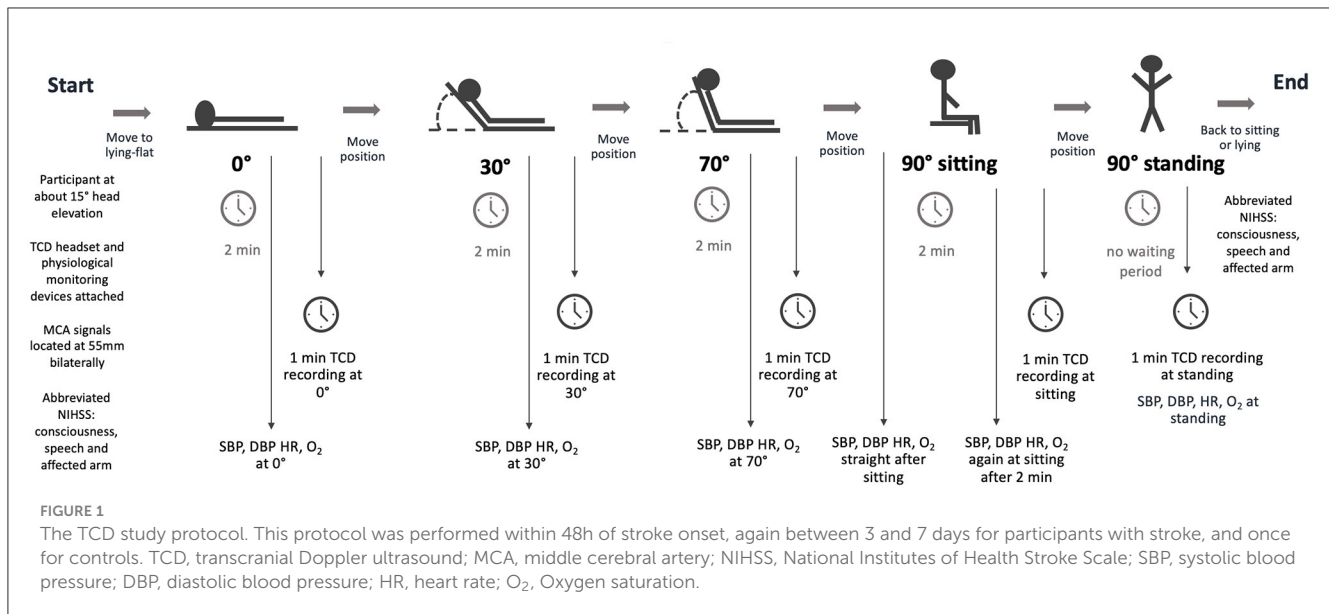 Start
End
Move to
lying-flat
Move
position
Move
position
Move
position
Move
position
Back to sitting
or lying
0°
30°
70°
90° sitting
90° standing
Participant at
about 15° head
elevation
TCD headset and
physiological
monitoring
devices attached
MCA signals
located at 55mm
bilaterally
Abbreviated
NIHSS:
consciousness,
speech and
affected arm
2 min
2 min
2 min
2 min
no waiting
period
Abbreviated
NIHSS:
consciousness,
speech and
affected arm
1 min TCD
recording at
0°
1 min TCD
recording at
30°
1 min TCD
recording at
70°
1 min TCD
recording at
sitting
1 min TCD recording
at standing
SBP, DBP, HR, O₂ at
standing
SBP, DBP HR, O₂
at 0°
SBP, DBP HR, O₂
at 30°
SBP, DBP HR, O₂
at 70°
SBP, DBP HR, O₂
straight after
sitting
SBP, DBP HR, O₂
again at sitting
after 2 min
FIGURE 1
The TCD study protocol. This protocol was performed within 48h of stroke onset, again between 3 and 7 days for participants with stroke, and once
for controls. TCD, transcranial Doppler ultrasound; MCA, middle cerebral artery; NIHSS, National Institutes of Health Stroke Scale; SBP, systolic blood
pressure; DBP, diastolic blood pressure; HR, heart rate; O₂, Oxygen saturation.